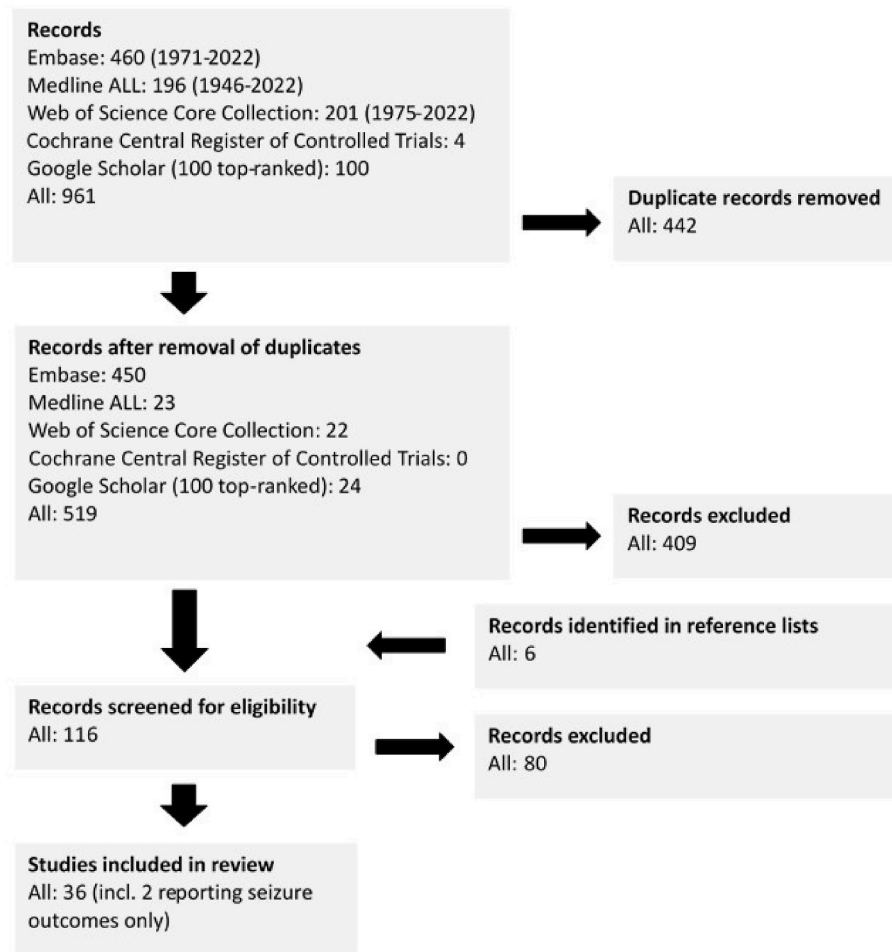 Records
Embase: 460 (1971-2022)
Medline ALL: 196 (1946-2022)
Web of Science Core Collection: 201 (1975-2022)
Cochrane Central Register of Controlled Trials: 4
Google Scholar (100 top-ranked): 100
All: 961
Duplicate records removed
All: 442
Records after removal of duplicates
Embase: 450
Medline ALL: 23
Web of Science Core Collection: 22
Cochrane Central Register of Controlled Trials: 0
Google Scholar (100 top-ranked): 24
All: 519
Records excluded
All: 409
Records identified in reference lists
All: 6
Records screened for eligibility
All: 116
Records excluded
All: 80
Studies included in review
All: 36 (incl. 2 reporting seizure
outcomes only)